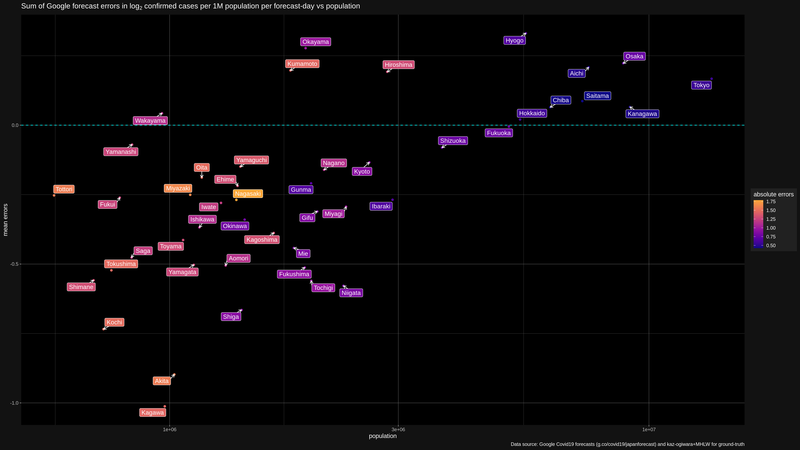 Sum of Google forecast errors in log2 confirmed cases per 1M population per forecast-day vs population
Okayama
Hyogo
Osaka
Kumamoto
Hiroshima
Aichi
Tokyo
Saitama
Chiba
Wakayama
Hokkaido
Kanagawa
0.0
Fukuoka
Shizuoka
Yamanashi
Yamaguchi
Oita
Nagano
Kyoto
Ehime
Tottori
Miyazaki
Nagasaki
Gunma
absolute errors
1.75
1.50
1.25
1.00
0.75
0.50
Fukui
Iwate
Ibaraki
Ishikawa
Okinawa
Gifu
Miyagi
mean errors
Toyama
Kagoshima
Saga
Mie
Aomori
-0.5
Tokushima
Yamagata
Fukushima
Shimane
Tochigi
Niigata
Shiga
Kochi
Akita
-1.0
Kagawa
1e+06
3e+06
1e+07
population
Data source: Google Covid19 forecasts (g.co/covid19/japanforecast) and kaz-ogiwara+MHLW for ground-truth